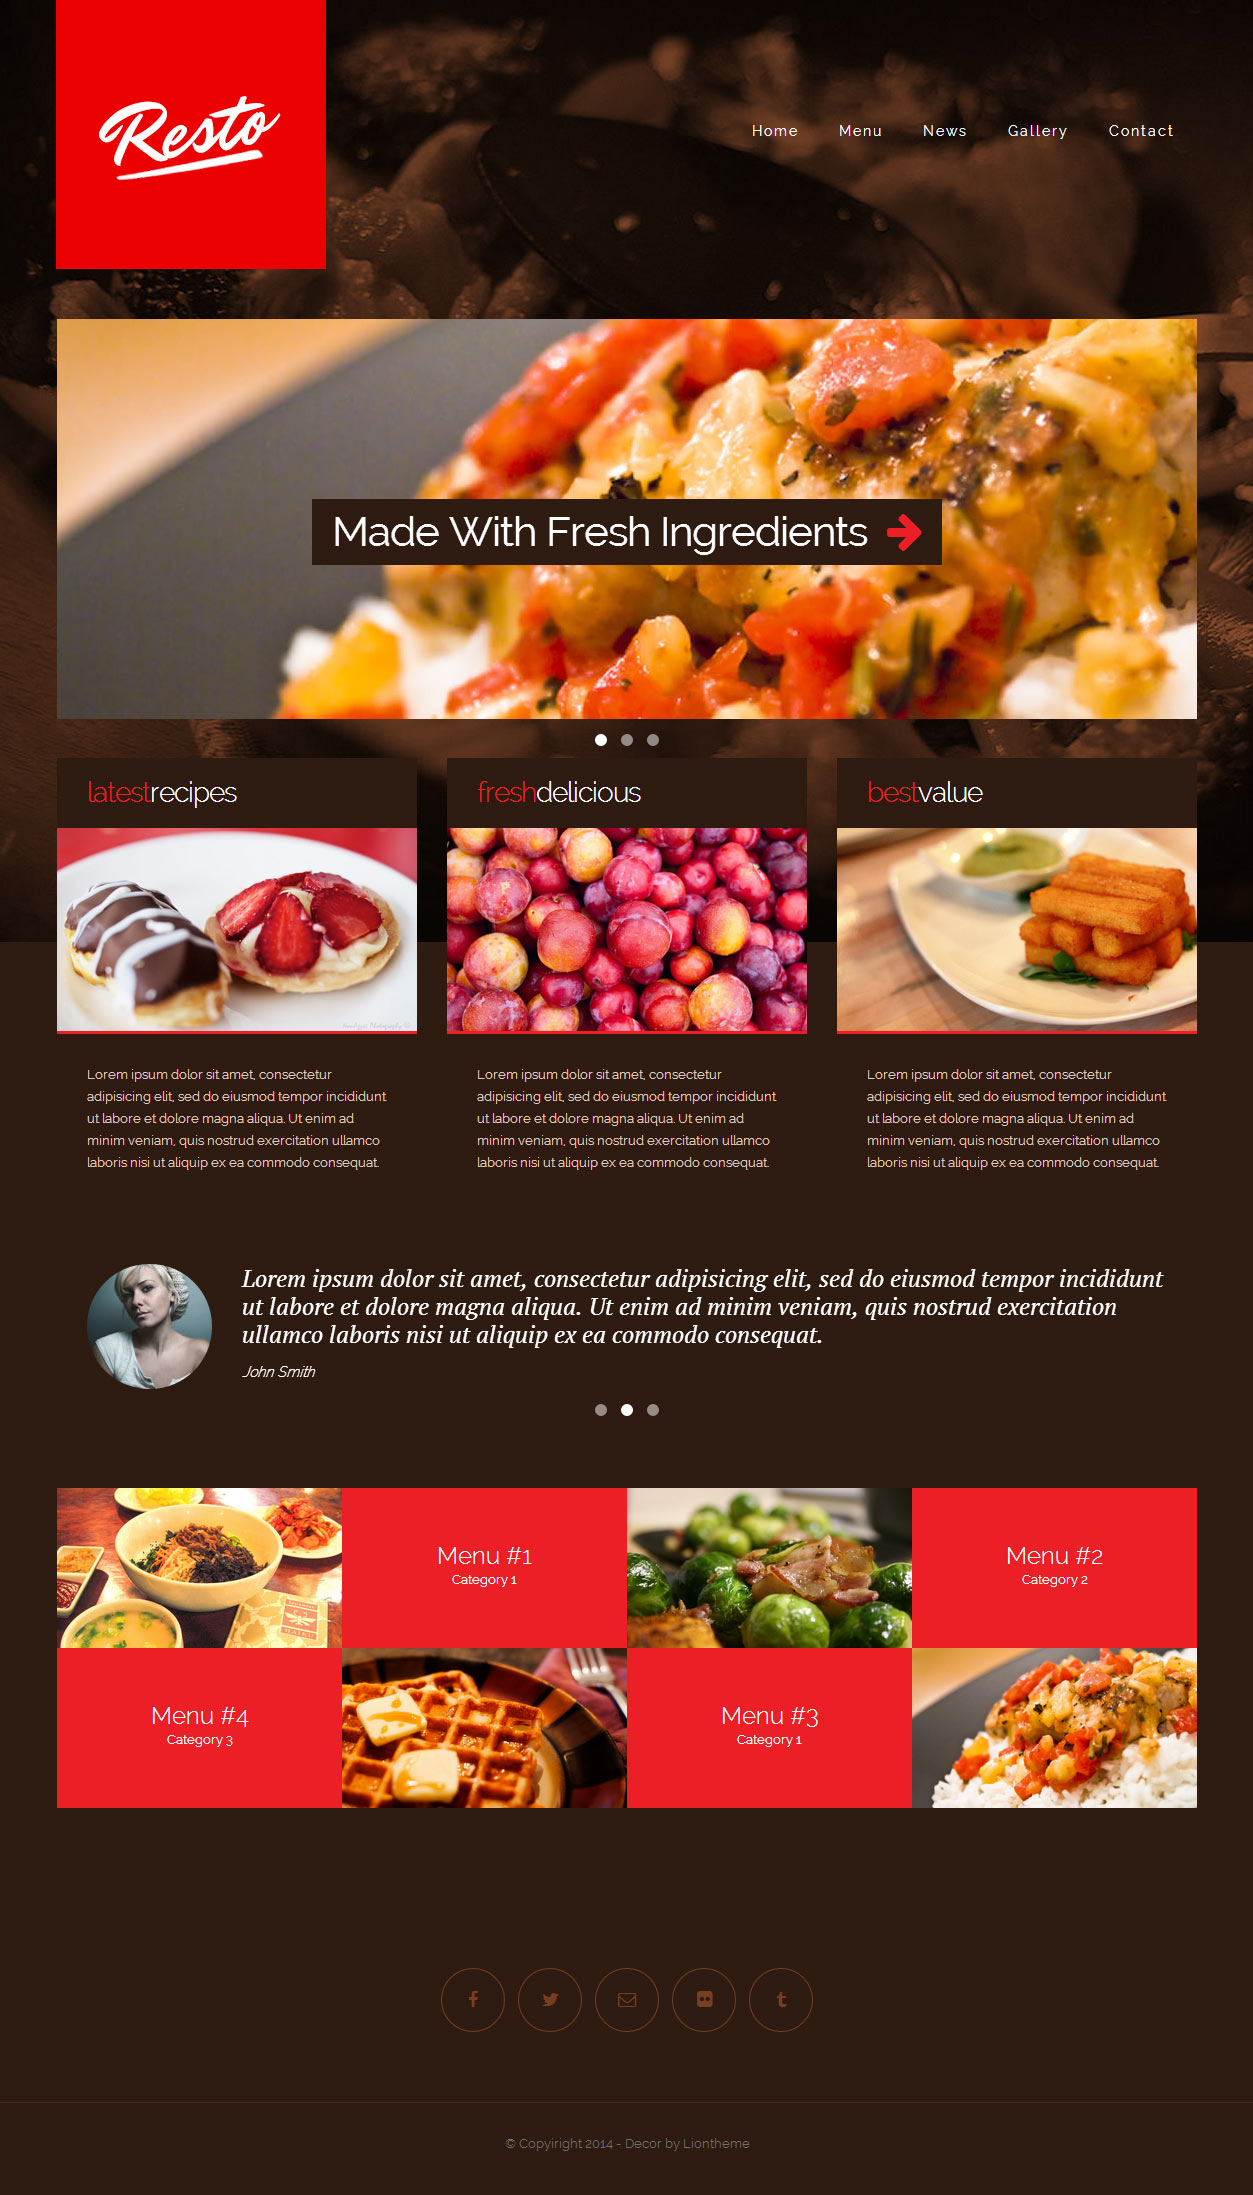 Resto
Home Menu News Gallery Contact
Made With Fresh Ingredients
latestrecipes
freshdelicious
bestvalue
Lorem ipsum dolor sit amet, consectetur
adipisicing elit, sed do eiusmod tempor incididunt
ut labore et dolore magna aliqua. Ut enim ad
minim veniam, quis nostrud exercitation ullamco
laboris nisi ut aliquip ex ea commodo consequat.
Lorem ipsum dolor sit amet, consectetur
adipisicing elit, sed do eiusmod tempor incididunt
ut labore et dolore magna aliqua. Ut enim ad
minim veniam, quis nostrud exercitation ullamco
laboris nisi ut aliquip ex ea commodo consequat.
Lorem ipsum dolor sit amet, consectetur
adipisicing elit, sed do eiusmod tempor incididunt
ut labore et dolore magna aliqua. Ut enim ad
minim veniam, quis nostrud exercitation ullamco
laboris nisi ut aliquip ex ea commodo consequat.
Lorem ipsum dolor sit amet, consectetur adipisicing elit, sed do eiusmod tempor incididunt
ut labore et dolore magna aliqua. Ut enim ad minim veniam, quis nostrud exercitation
ullamco laboris nisi ut aliquip ex ea commodo consequat.
John Smith
Menu #1
Category 1
Menu #2
Category 2
Menu #4
Category 3
Menu #3
Category 1
© Copyiright 2014 - Decor by Liontheme